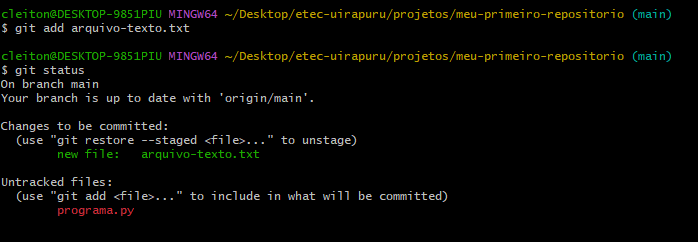 cleiton@DESKTOP-9851PIU MINGW64 ~/Desktop/etec-uirapuru/projetos/meu-primeiro-repositorio (main)
$ git add arquivo-texto.txt
cleiton@DESKTOP-9851PIU MINGW64 ~/Desktop/etec-uirapuru/projetos/meu-primeiro-repositorio (main)
$ git status
On branch main
Your branch is up to date with 'origin/main'.
Changes to be committed:
(use "git restore --staged <file>..." to unstage)
new file: arquivo-texto.txt
Untracked files:
(use "git add <file>..." to include in what will be committed)
programa.py